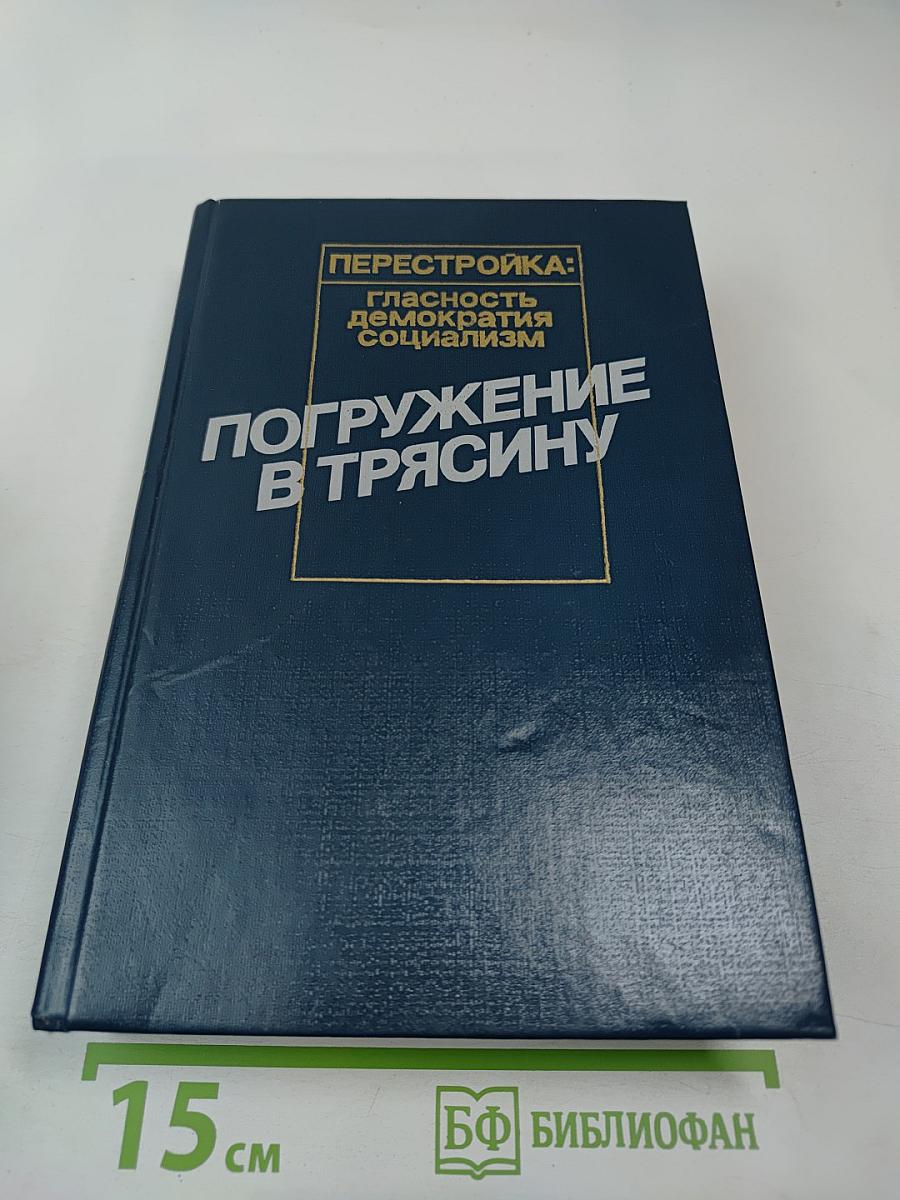 ПЕРЕСТРОЙКА:
гласность
демократия
социализм
ПОГРУЖЕНИЕ
В ТРЯСИНУ
15 см
БФ БИБЛИОФАН